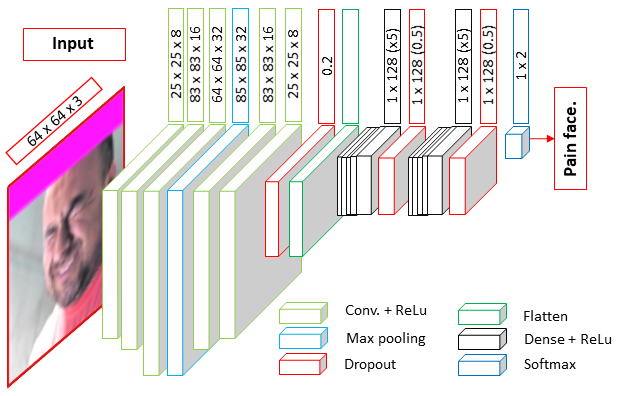 Input
64 x 64 x 3
25 x 25 x 8
83 x 83 x 16
64 x 64 x 32
85 x 85 x 32
83 x 83 x 16
25 x 25 x 8
0.2
1 x 128 (x5)
1 x 128 (0.5)
1 x 128 (x5)
1 x 128 (0.5)
1 x 2
Pain face.
Conv. + ReLu
Max pooling
Dropout
Flatten
Dense + ReLu
Softmax